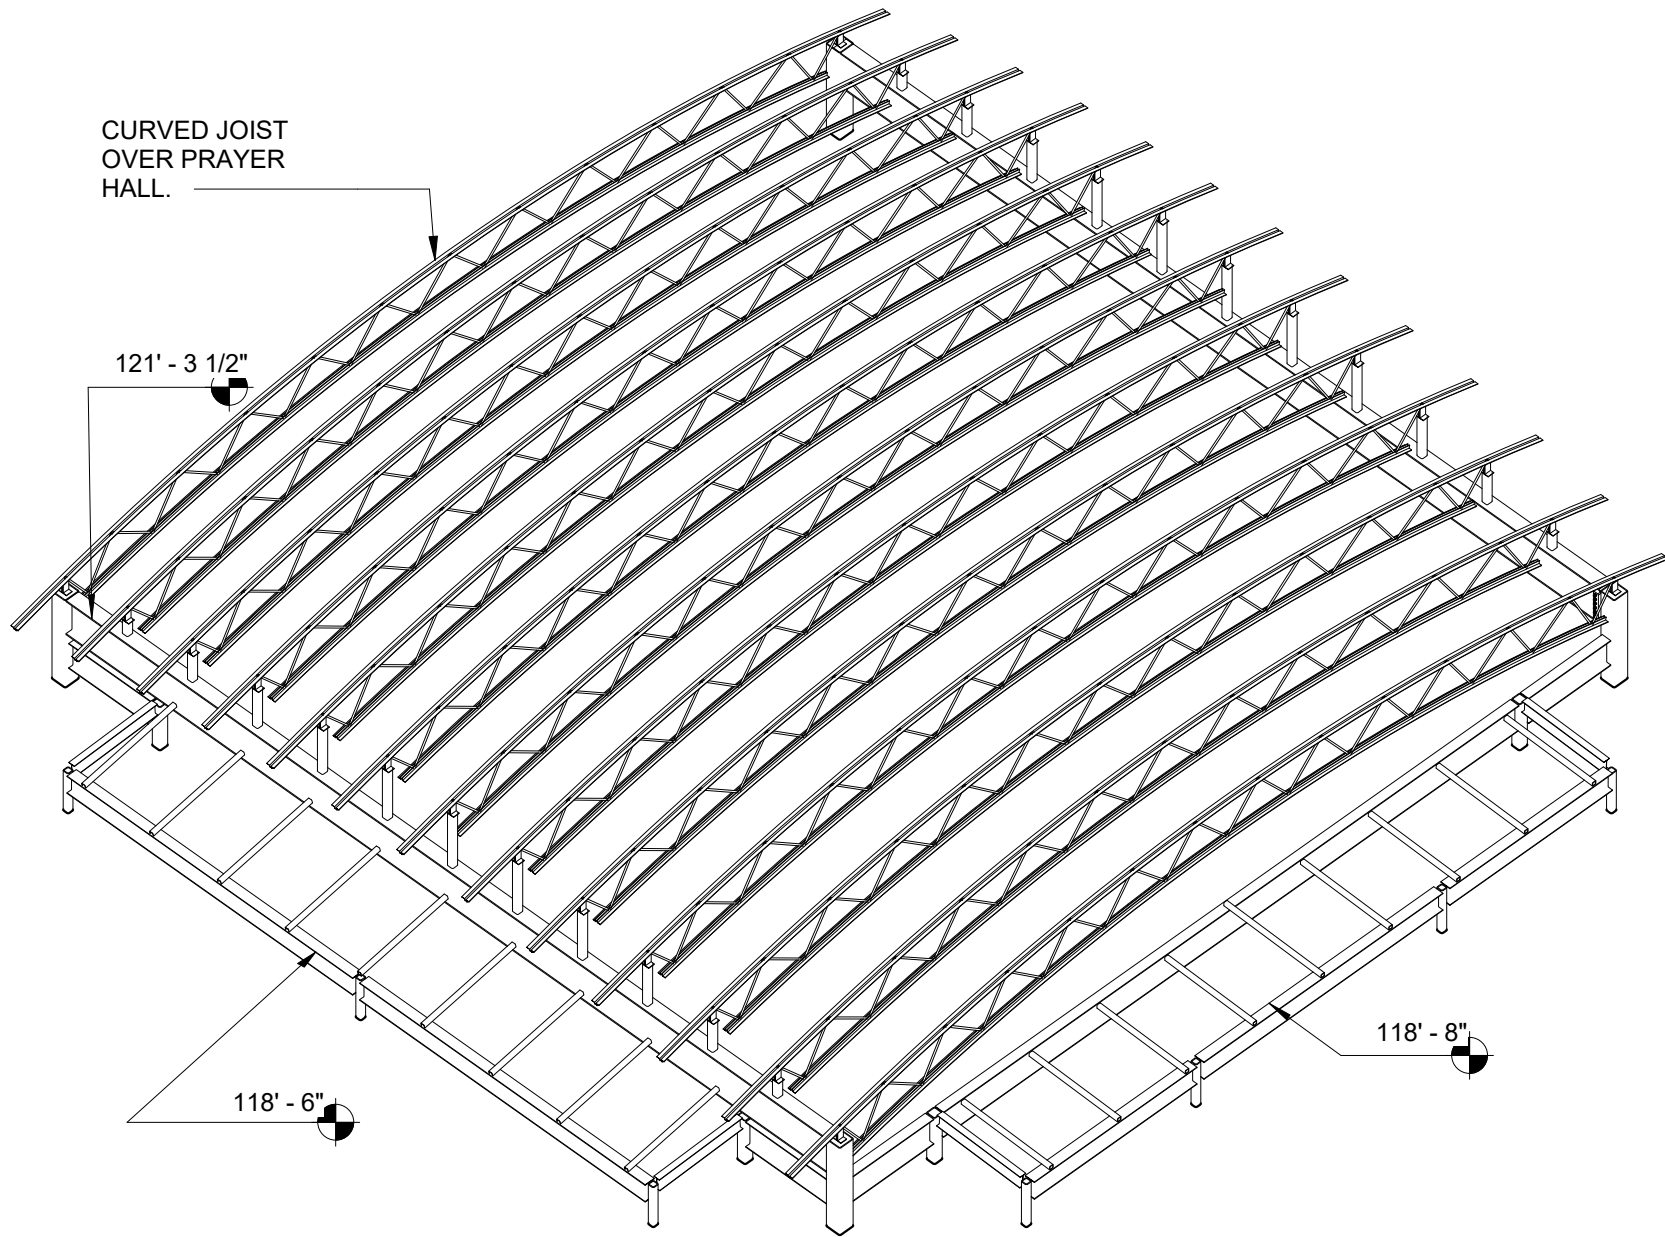 CURVED JOIST
OVER PRAYER
HALL.
121' - 3 1/2"
118' - 8"
118' - 6"